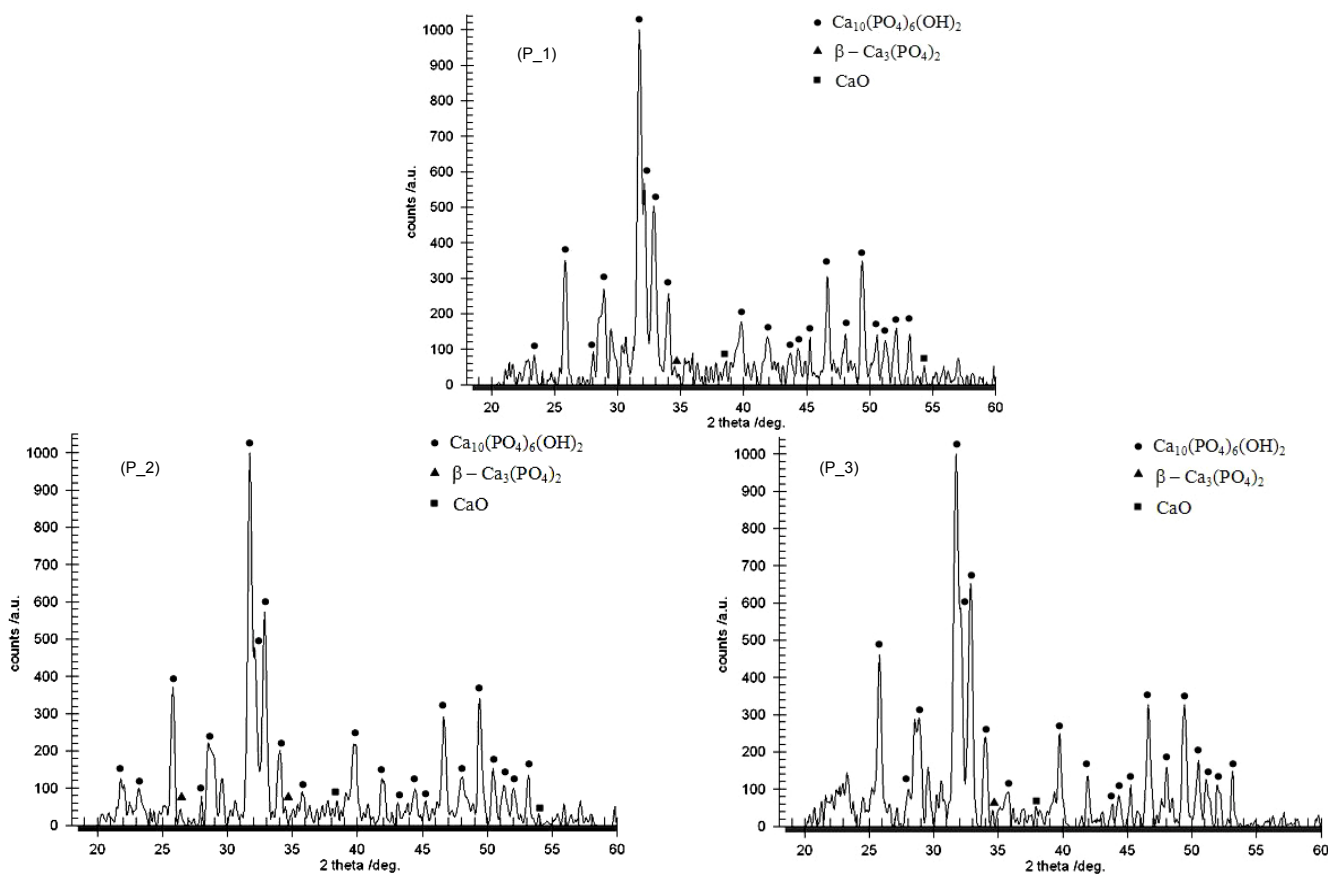 (P_1)
● Ca₁₀(PO)₄)₆(OH)₂
▲ β – Ca₃(PO₄)₂
■ CaO
counts /a.u.
1000
900
800
700
600
500
400
300
200
100
0
20 25 30 35 40 45 50 55 60
2 theta /deg.
(P_2)
● Ca₁₀(PO₄)₆(OH)₂
▲ β – Ca₃(PO₄)₂
■ CaO
counts /a.u.
1000
900
800
700
600
500
400
300
200
100
0
20 25 30 35 40 45 50 55 60
2 theta /deg.
(P_3)
● Ca₁₀(PO₄)₆(OH)₂
▲ β – Ca₃(PO₄)₂
■ CaO
counts /a.u.
1000
900
800
700
600
500
400
300
200
100
0
20 25 30 35 40 45 50 55 60
2 theta /deg.